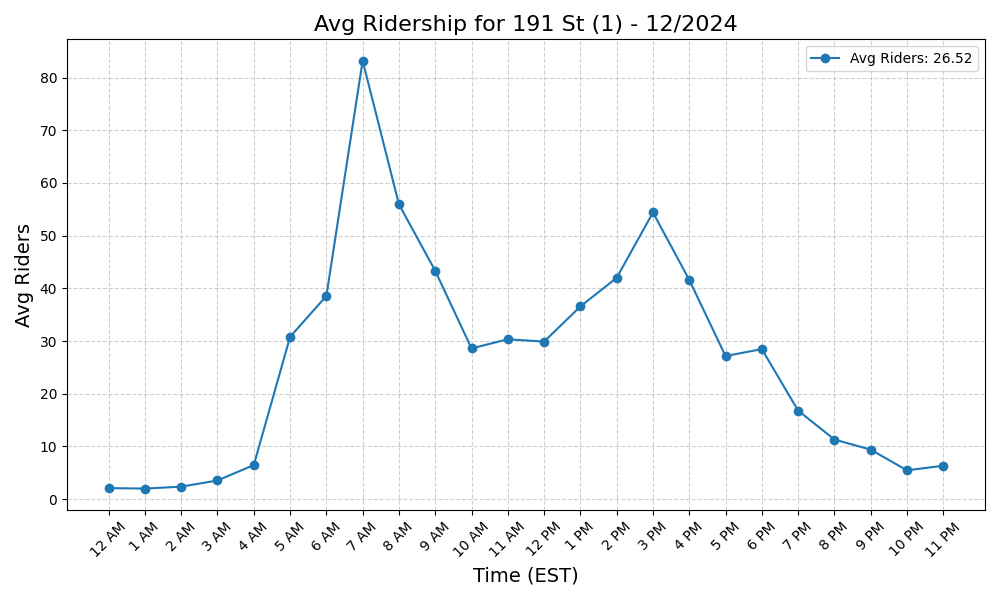 Avg Ridership for 191 St (1) - 12/2024
Avg Riders: 26.52
Avg Riders
80
70
60
50
40
30
20
10
0
12 AM
1 AM
2 AM
3 AM
4 AM
5 AM
6 AM
7 AM
8 AM
9 AM
10 AM
11 AM
12 PM
1 PM
2 PM
3 PM
4 PM
5 PM
6 PM
7 PM
8 PM
9 PM
10 PM
11 PM
Time (EST)